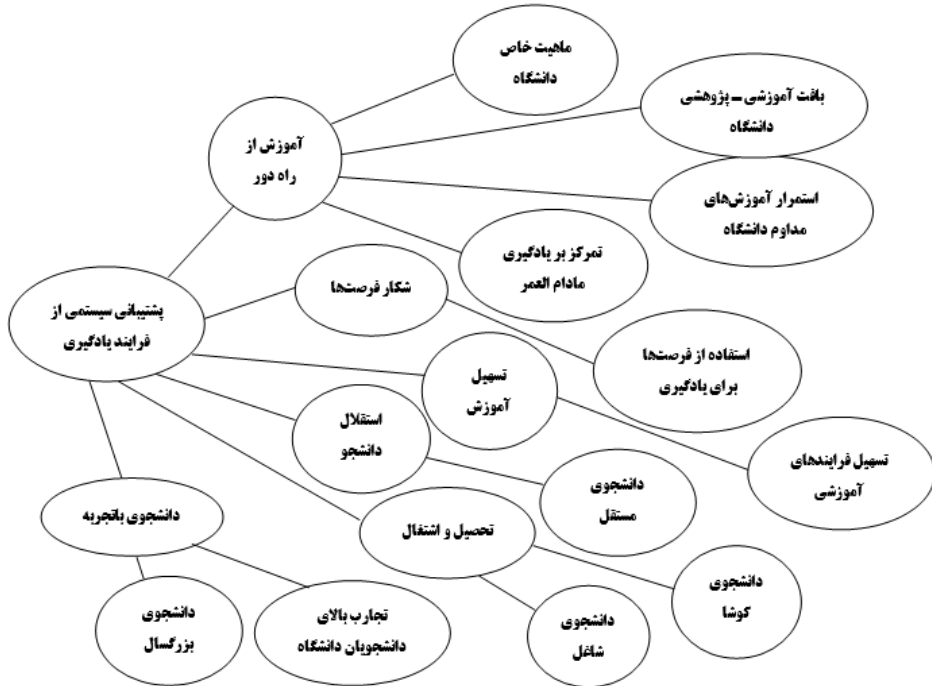 ماهیت خاص
دانشگاه
بافت آموزشی – پژوهشی
دانشگاه
آموزش از
راه دور
استمرار آموزش‌های
مداوم دانشگاه
تمرکز بر یادگیری
مادام العمر
شکار فرصت‌ها
پشتیبانی سیستمی از
فرایند یادگیری
استفاده از فرصت‌ها
برای یادگیری
تسهیل
آموزش
استقلال
دانشجو
تسهیل فرایندهای
آموزشی
دانشجوی
مستقل
دانشجوی باتجربه
تحصیل و اشتغال
دانشجوی
کوشا
دانشجوی
بزرگسال
تجارب بالای
دانشجویان دانشگاه
دانشجوی
شاغل